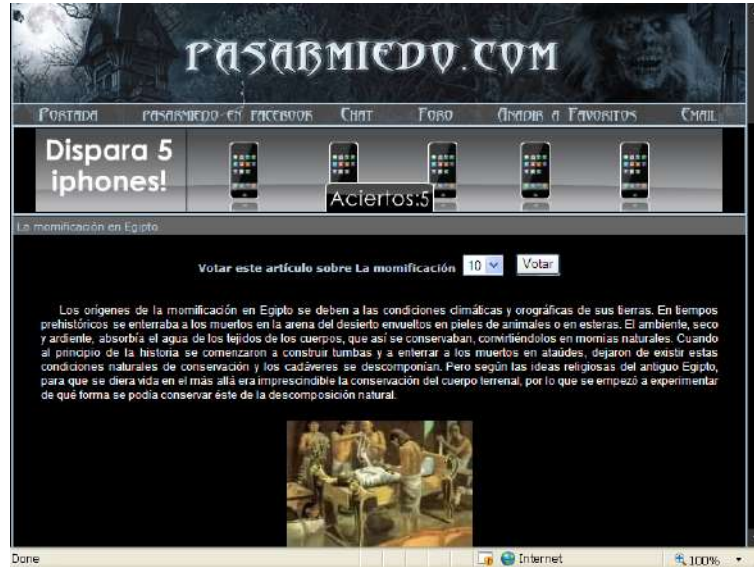 PASARMIEDO.COM
PORTADA PASARMIEDO EN FACEBOOK CHAT FORO AÑADIR A FAVORITOS EMAIL
Dispara 5
iphones!
Aciertos:5
La momificación en Egipto
Votar este artículo sobre La momificación 10 Votar
Los orígenes de la momificación en Egipto se deben a las condiciones climáticas y orográficas de sus tierras. En tiempos
prehistóricos se enterraba a los muertos en la arena del desierto envueltos en pieles de animales o en esteras. El ambiente, seco
y ardiente, absorbía el agua de los tejidos de los cuerpos, que así se conservaban, convirtiéndolos en momias naturales. Cuando
al principio de la historia se comenzaron a construir tumbas y a enterrar a los muertos en ataúdes, dejaron de existir estas
condiciones naturales de conservación y los cadáveres se descomponían. Pero según las ideas religiosas del antiguo Egipto,
para que se diera vida en el más allá era imprescindible la conservación del cuerpo terrenal, por lo que se empezó a experimentar
de qué forma se podía conservar éste de la descomposición natural.
Done Internet 100%